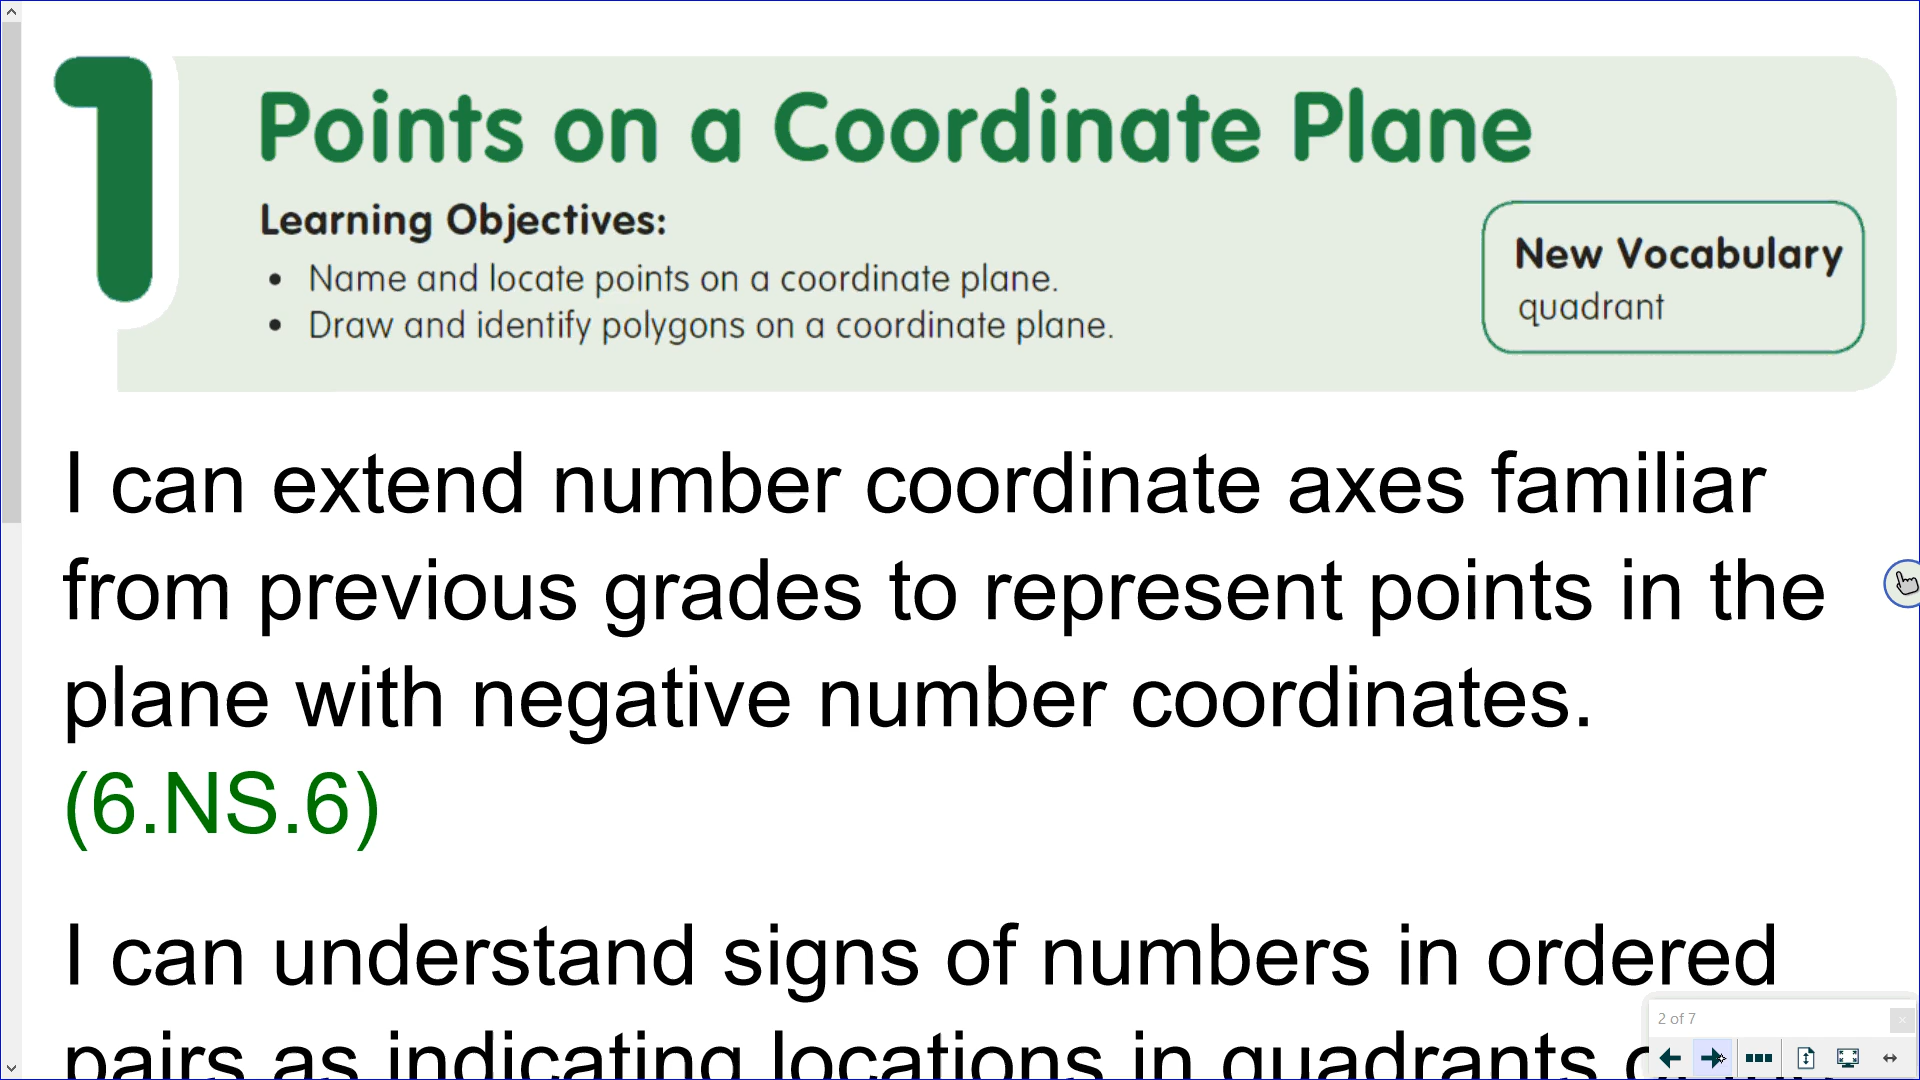 1
Points on a Coordinate Plane
Learning Objectives:
• Name and locate points on a coordinate plane.
• Draw and identify polygons on a coordinate plane.
New Vocabulary
quadrant
I can extend number coordinate axes familiar
from previous grades to represent points in the
plane with negative number coordinates.
(6.NS.6)
I can understand signs of numbers in ordered
pairs as indicating locations in quadrants
2 of 7